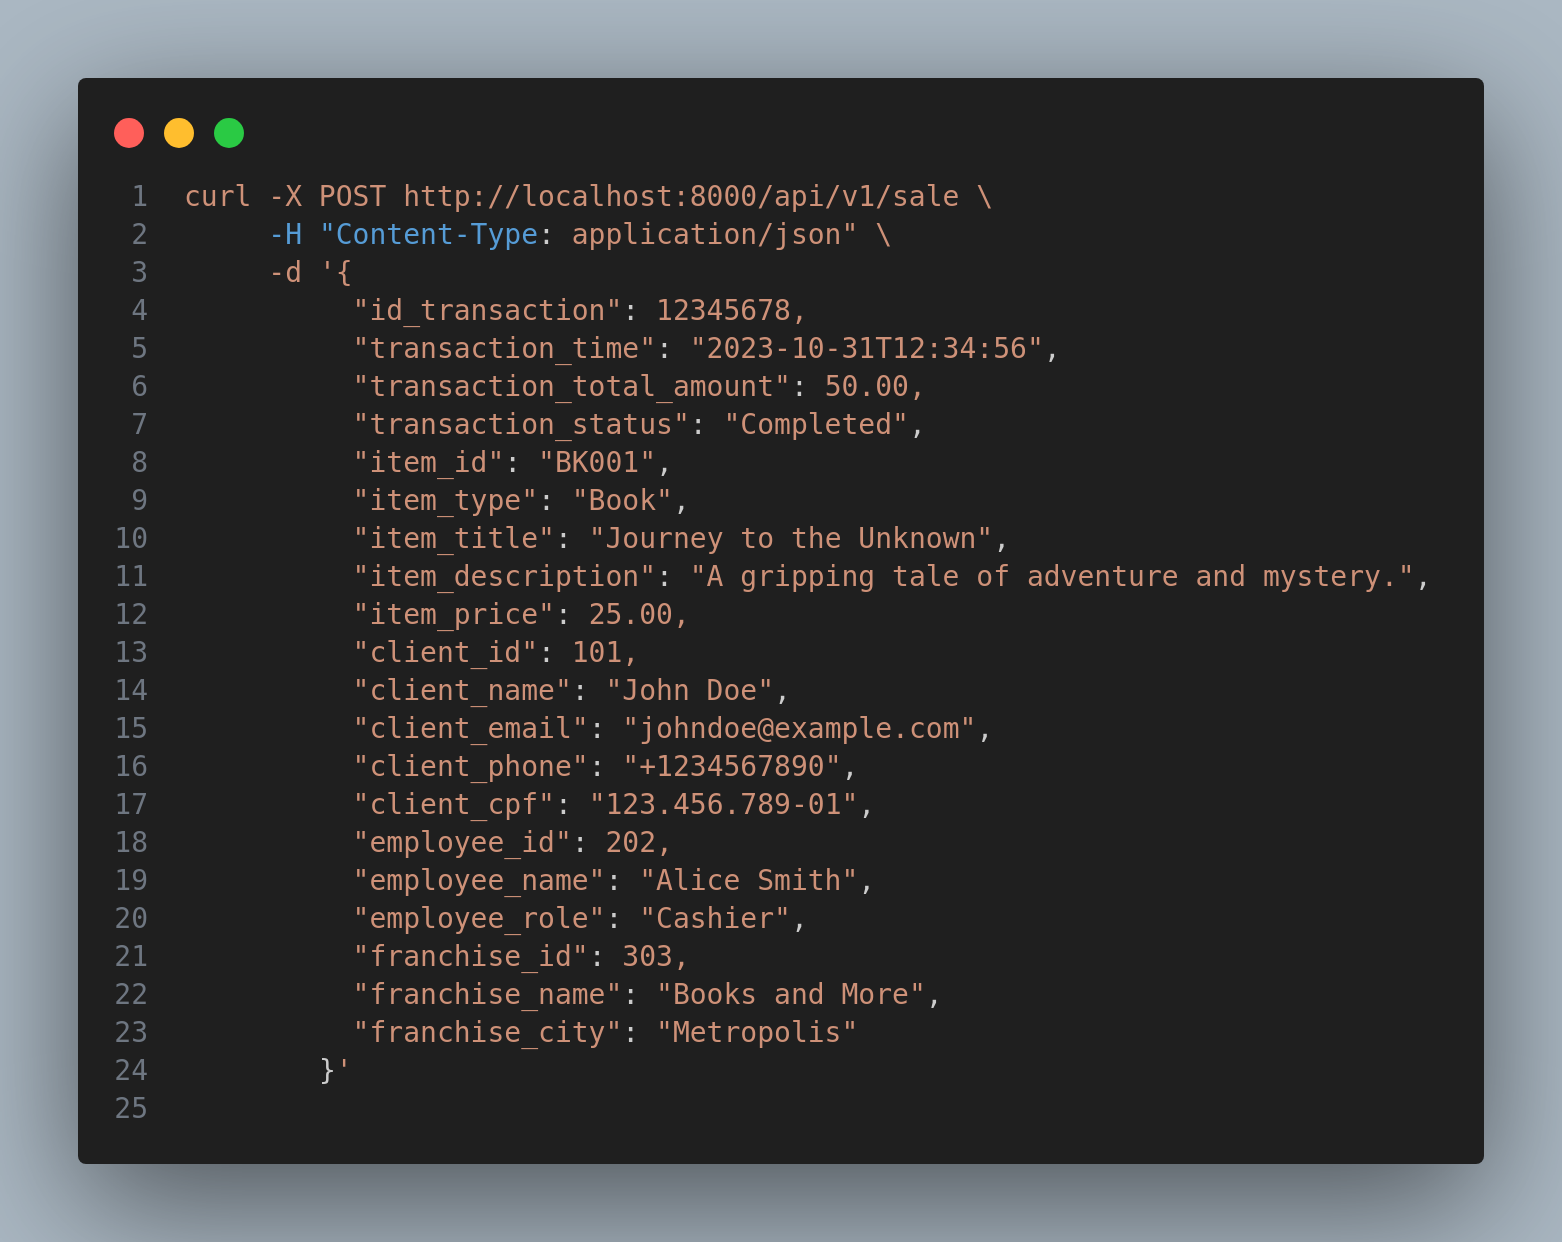 1 curl -X POST http://localhost:8000/api/v1/sale \
2 -H "Content-Type: application/json" \
3 -d '{
4 "id_transaction": 12345678,
5 "transaction_time": "2023-10-31T12:34:56",
6 "transaction_total_amount": 50.00,
7 "transaction_status": "Completed",
8 "item_id": "BK001",
9 "item_type": "Book",
10 "item_title": "Journey to the Unknown",
11 "item_description": "A gripping tale of adventure and mystery.",
12 "item_price": 25.00,
13 "client_id": 101,
14 "client_name": "John Doe",
15 "client_email": "johndoe@example.com",
16 "client_phone": "+1234567890",
17 "client_cpf": "123.456.789-01",
18 "employee_id": 202,
19 "employee_name": "Alice Smith",
20 "employee_role": "Cashier",
21 "franchise_id": 303,
22 "franchise_name": "Books and More",
23 "franchise_city": "Metropolis"
24 }'
25